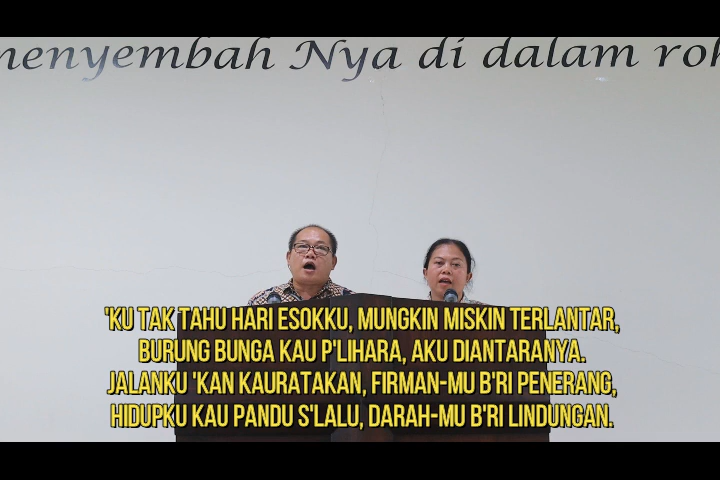 menyembah Nya di dalam roh
'KU TAK TAHU HARI ESOKKU, MUNGKIN MISKIN TERLANTAR,
BURUNG BUNGA KAU P'LIHARA, AKU DIANTARANYA.
JALANKU 'KAN KAURATAKAN, FIRMAN-MU B'RI PENERANG,
HIDUPKU KAU PANDU S'LALU, DARAH-MU B'RI LINDUNGAN.